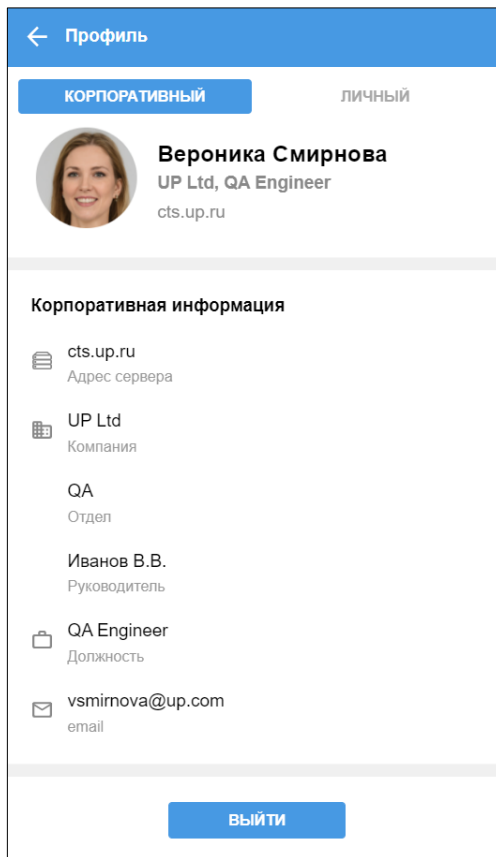 Профиль
КОРПОРАТИВНЫЙ
ЛИЧНЫЙ
Вероника Смирнова
UP Ltd, QA Engineer
cts.up.ru
Корпоративная информация
cts.up.ru
Адрес сервера
UP Ltd
Компания
QA
Отдел
Иванов В.В.
Руководитель
QA Engineer
Должность
vsmirnova@up.com
email
ВЫЙТИ